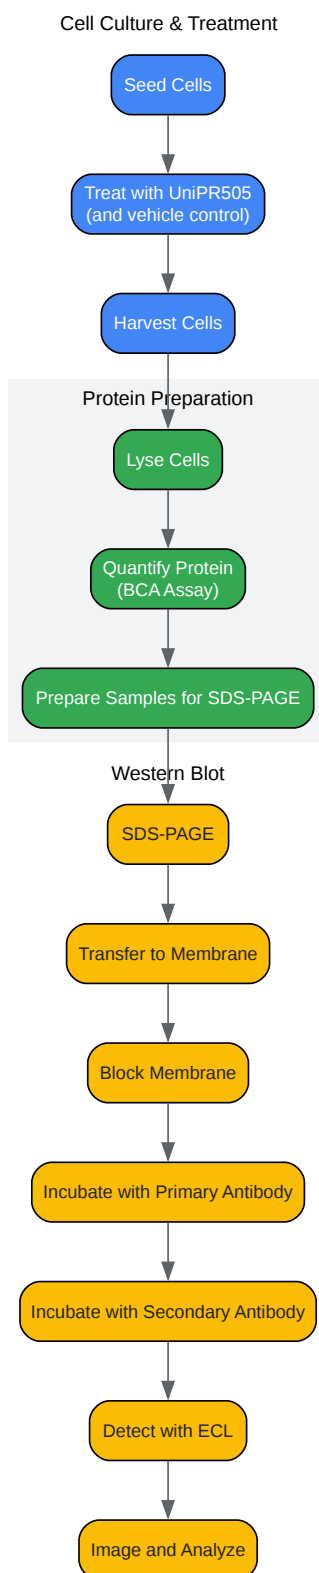 Cell Culture & Treatment
Seed Cells
Treat with UniPR505
(and vehicle control)
Harvest Cells
Protein Preparation
Lyse Cells
Quantify Protein
(BCA Assay)
Prepare Samples for SDS-PAGE
Western Blot
SDS-PAGE
Transfer to Membrane
Block Membrane
Incubate with Primary Antibody
Incubate with Secondary Antibody
Detect with ECL
Image and Analyze